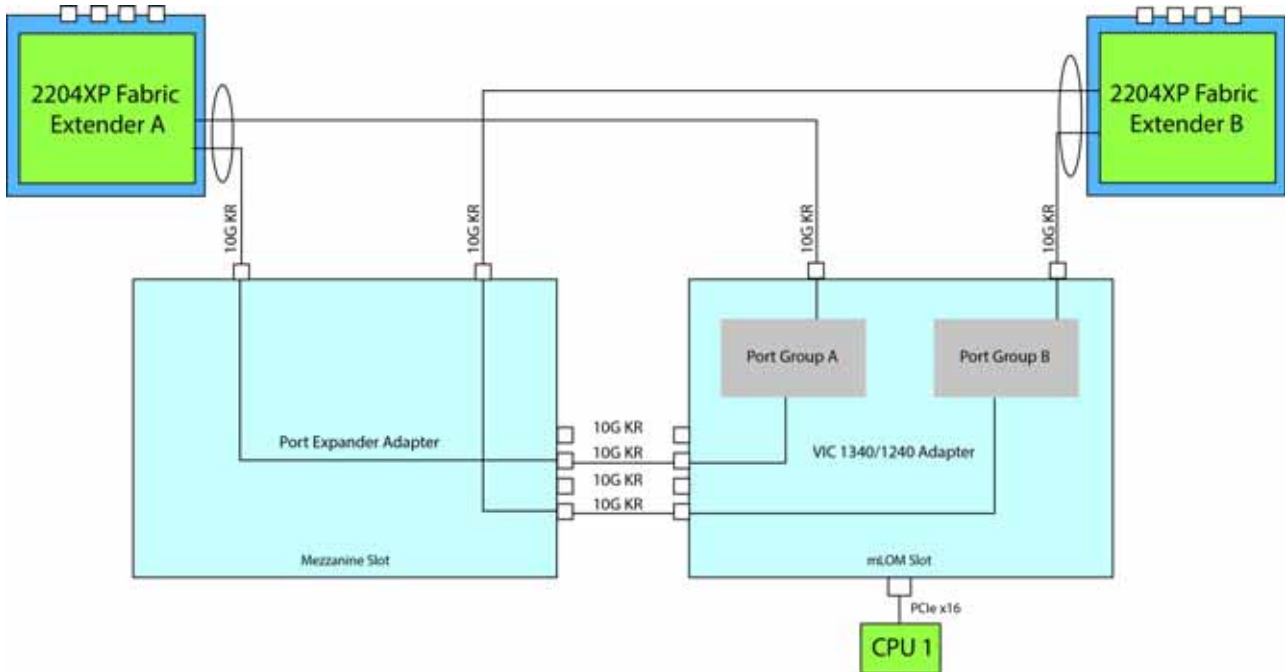 2204XP Fabric
Extender A
2204XP Fabric
Extender B
10G KR
10G KR
10G KR
10G KR
Port Group A
Port Group B
Port Expander Adapter
10G KR
10G KR
10G KR
10G KR
VIC 1340/1240 Adapter
Mezzanine Slot
mLOM Slot
PCIe x16
CPU 1